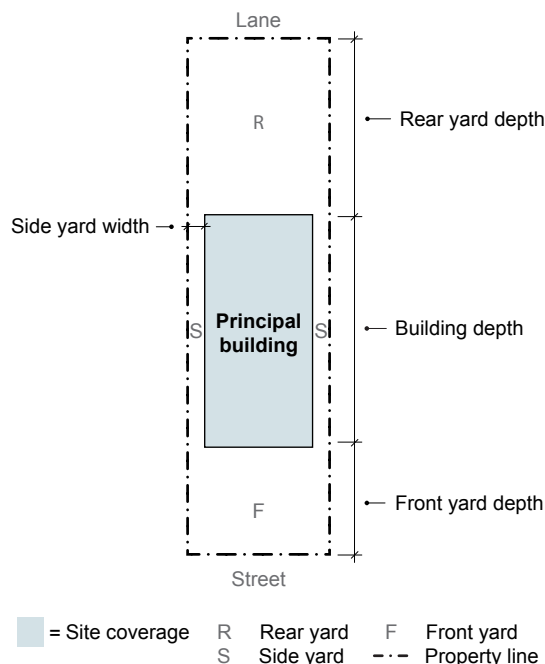 Lane
R
Rear yard depth
Side yard width
S
Principal
building
S
Building depth
F
Front yard depth
Street
= Site coverage R Rear yard F Front yard
S Side yard Property line